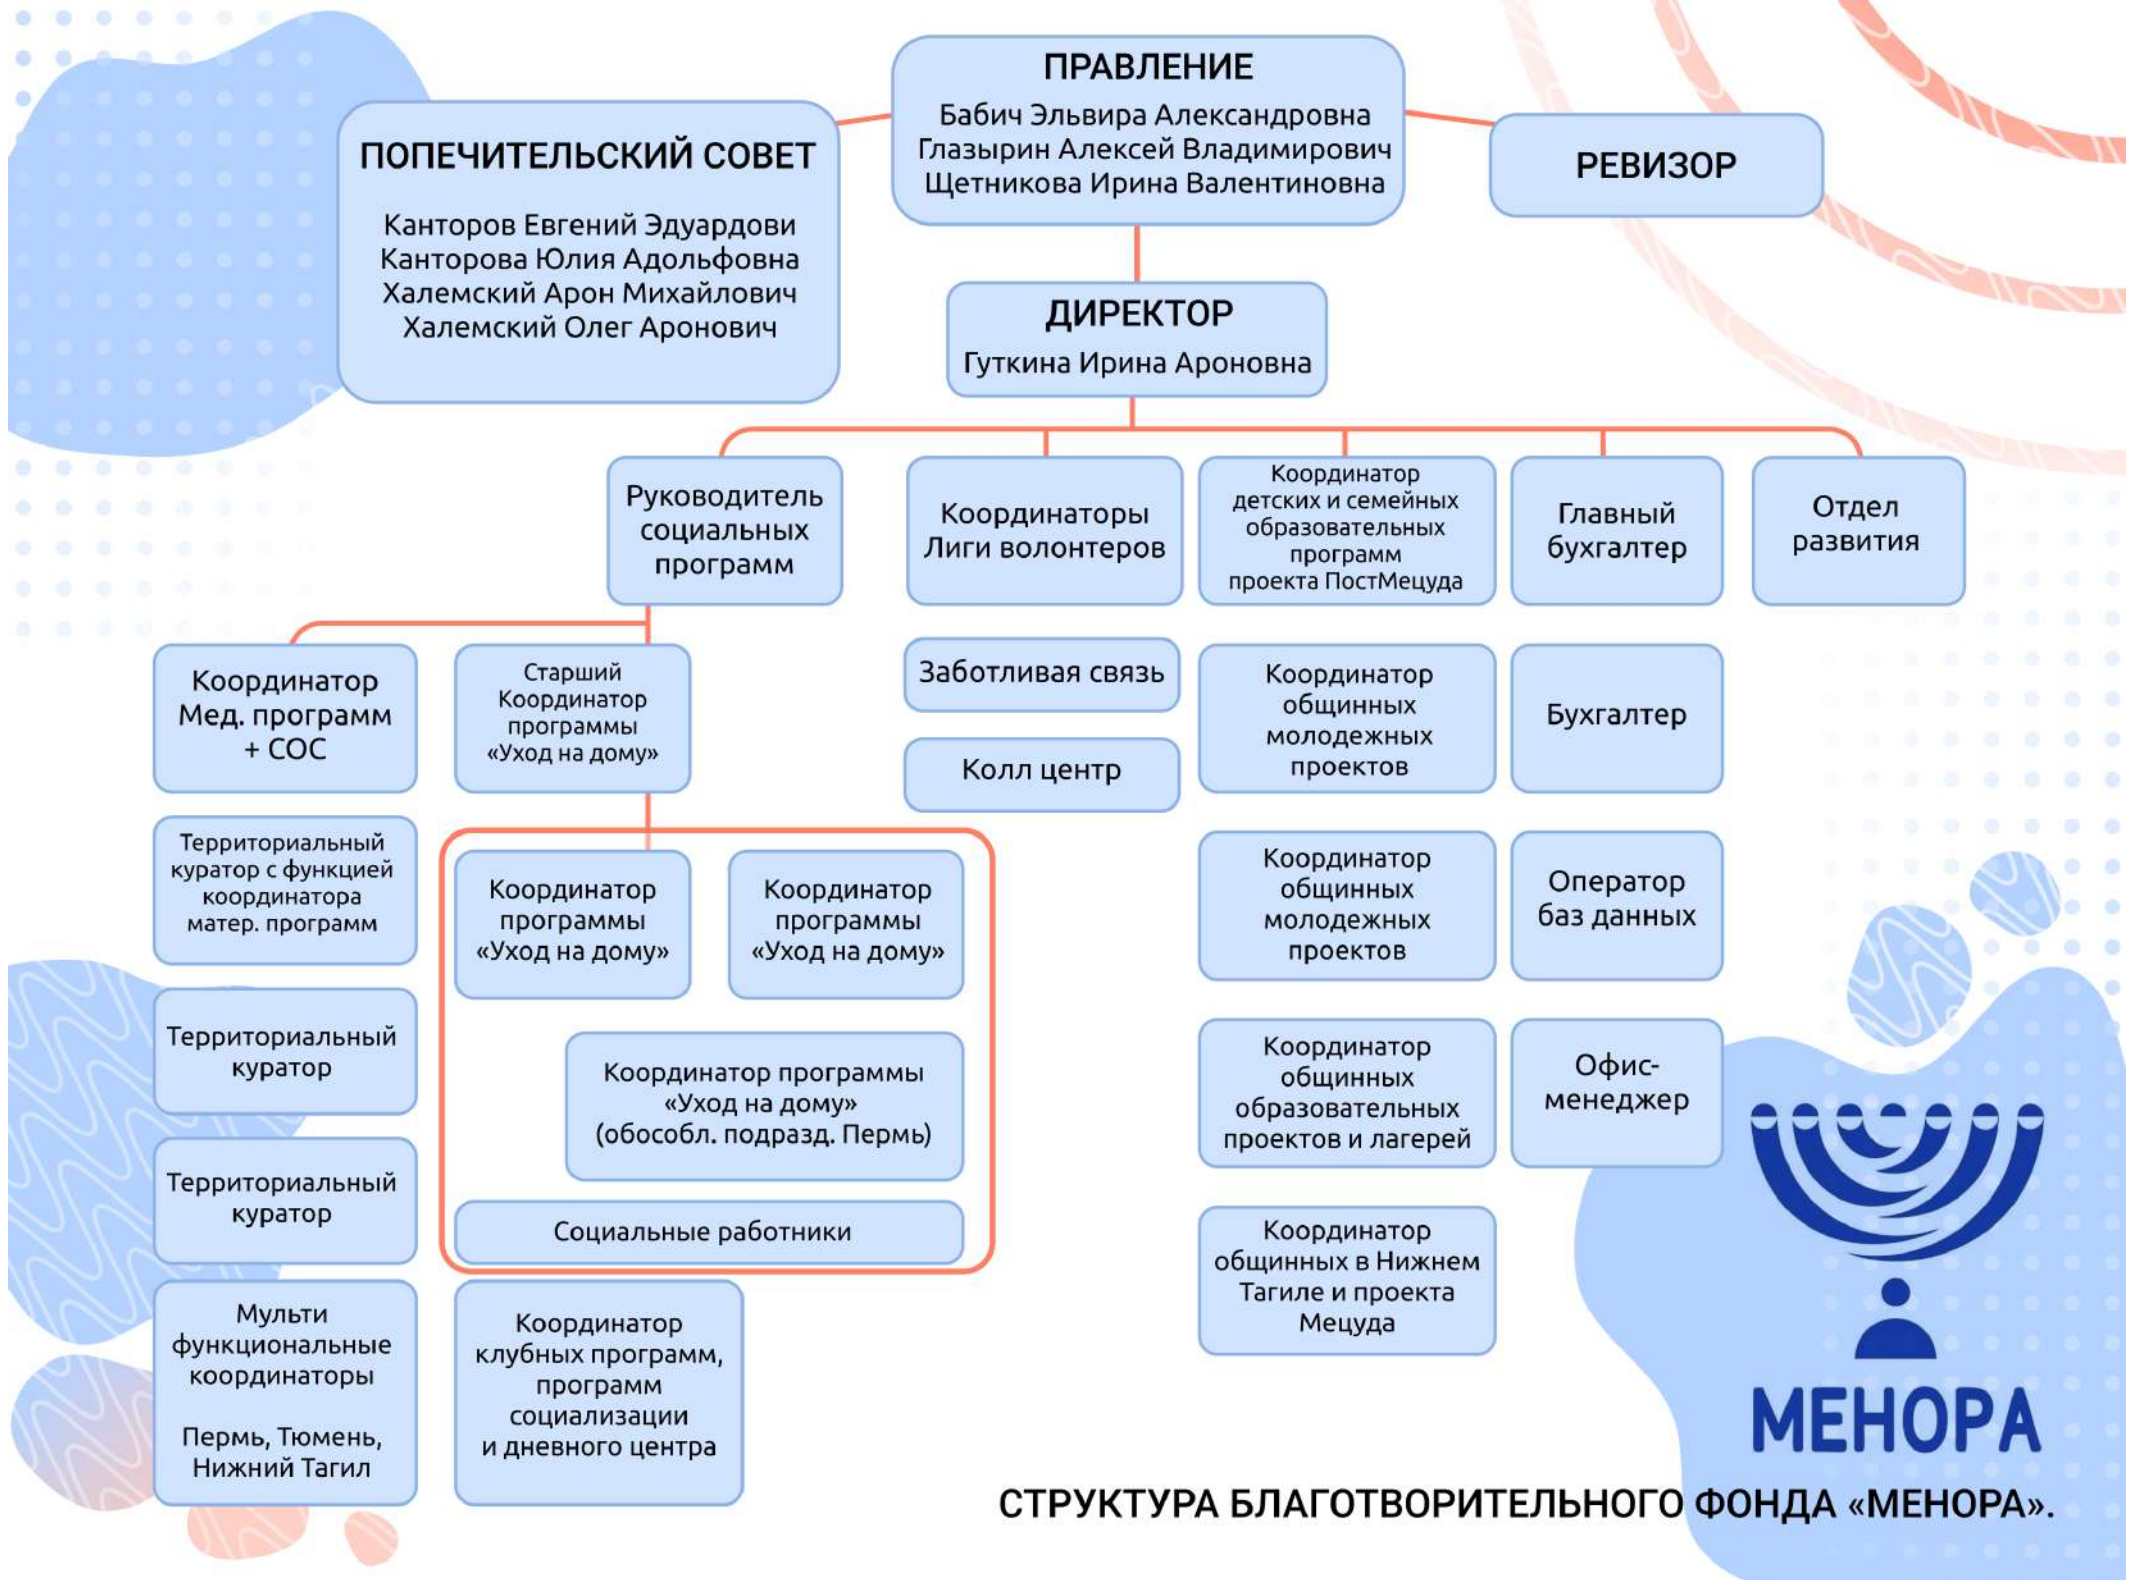 ПРАВЛЕНИЕ
Бабич Эльвира Александровна
Глазырин Алексей Владимирович
Щетникова Ирина Валентиновна
ПОПЕЧИТЕЛЬСКИЙ СОВЕТ
Канторов Евгений Эдуардови
Канторова Юлия Адольфовна
Халемский Арон Михайлович
Халемский Олег Аронович
РЕВИЗОР
ДИРЕКТОР
Гуткина Ирина Ароновна
Руководитель
социальных
программ
Координаторы
Лиги волонтеров
Координатор
детских и семейных
образовательных
программ
проекта ПостМецуда
Главный
бухгалтер
Отдел
развития
Координатор
Мед. программ
+ СОС
Старший
Координатор
программы
«Уход на дому»
Заботливая связь
Колл центр
Координатор
общинных
молодежных
проектов
Бухгалтер
Территориальный
куратор с функцией
координатора
матер. программ
Координатор
программы
«Уход на дому»
Координатор
программы
«Уход на дому»
Координатор
общинных
молодежных
проектов
Оператор
баз данных
Территориальный
куратор
Координатор программы
«Уход на дому»
(обособл. подразд. Пермь)
Координатор
общинных
образовательных
проектов и лагерей
Офис-
менеджер
Территориальный
куратор
Социальные работники
Координатор
общинных в Нижнем
Тагиле и проекта
Мецуда
Мульти
функциональные
координаторы
Пермь, Тюмень,
Нижний Тагил
Координатор
клубных программ,
программ
социализации
и дневного центра
МЕНОРА
СТРУКТУРА БЛАГОТВОРИТЕЛЬНОГО ФОНДА «МЕНОРА».